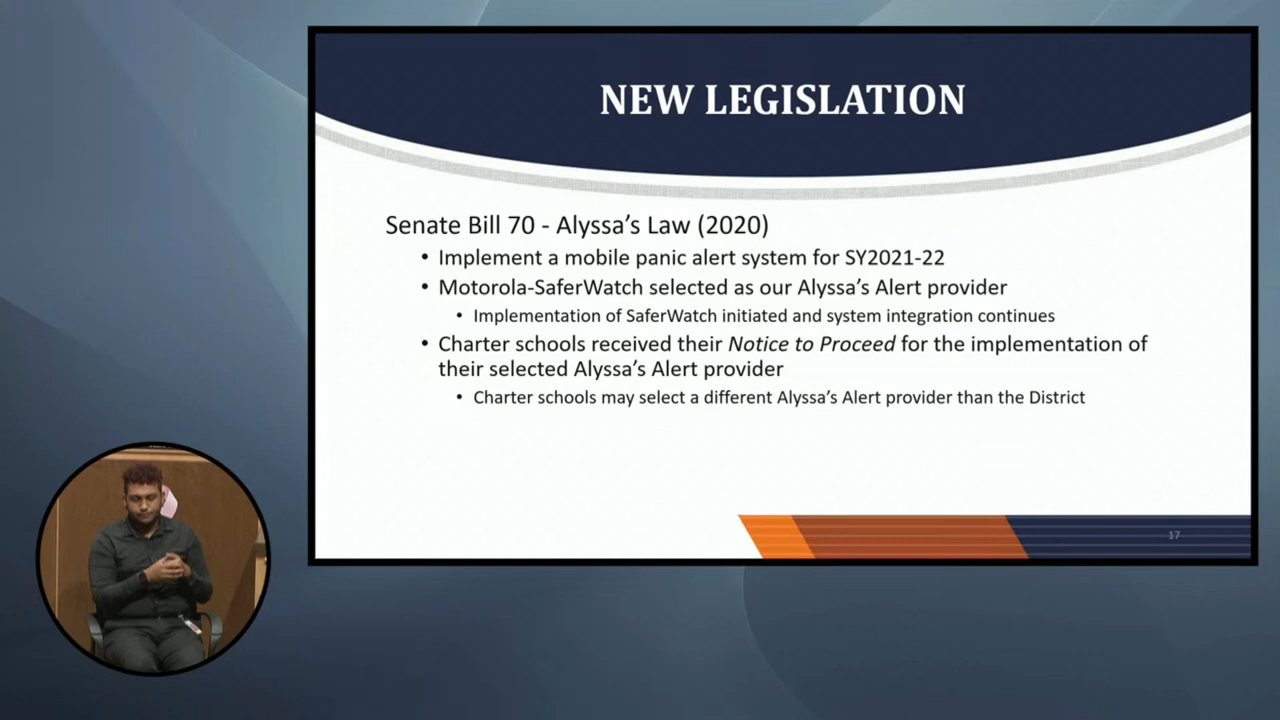 NEW LEGISLATION
Senate Bill 70 - Alyssa’s Law (2020)
• Implement a mobile panic alert system for SY2021-22
• Motorola-SaferWatch selected as our Alyssa’s Alert provider
• Implementation of SaferWatch initiated and system integration continues
• Charter schools received their Notice to Proceed for the implementation of
their selected Alyssa’s Alert provider
• Charter schools may select a different Alyssa’s Alert provider than the District
17